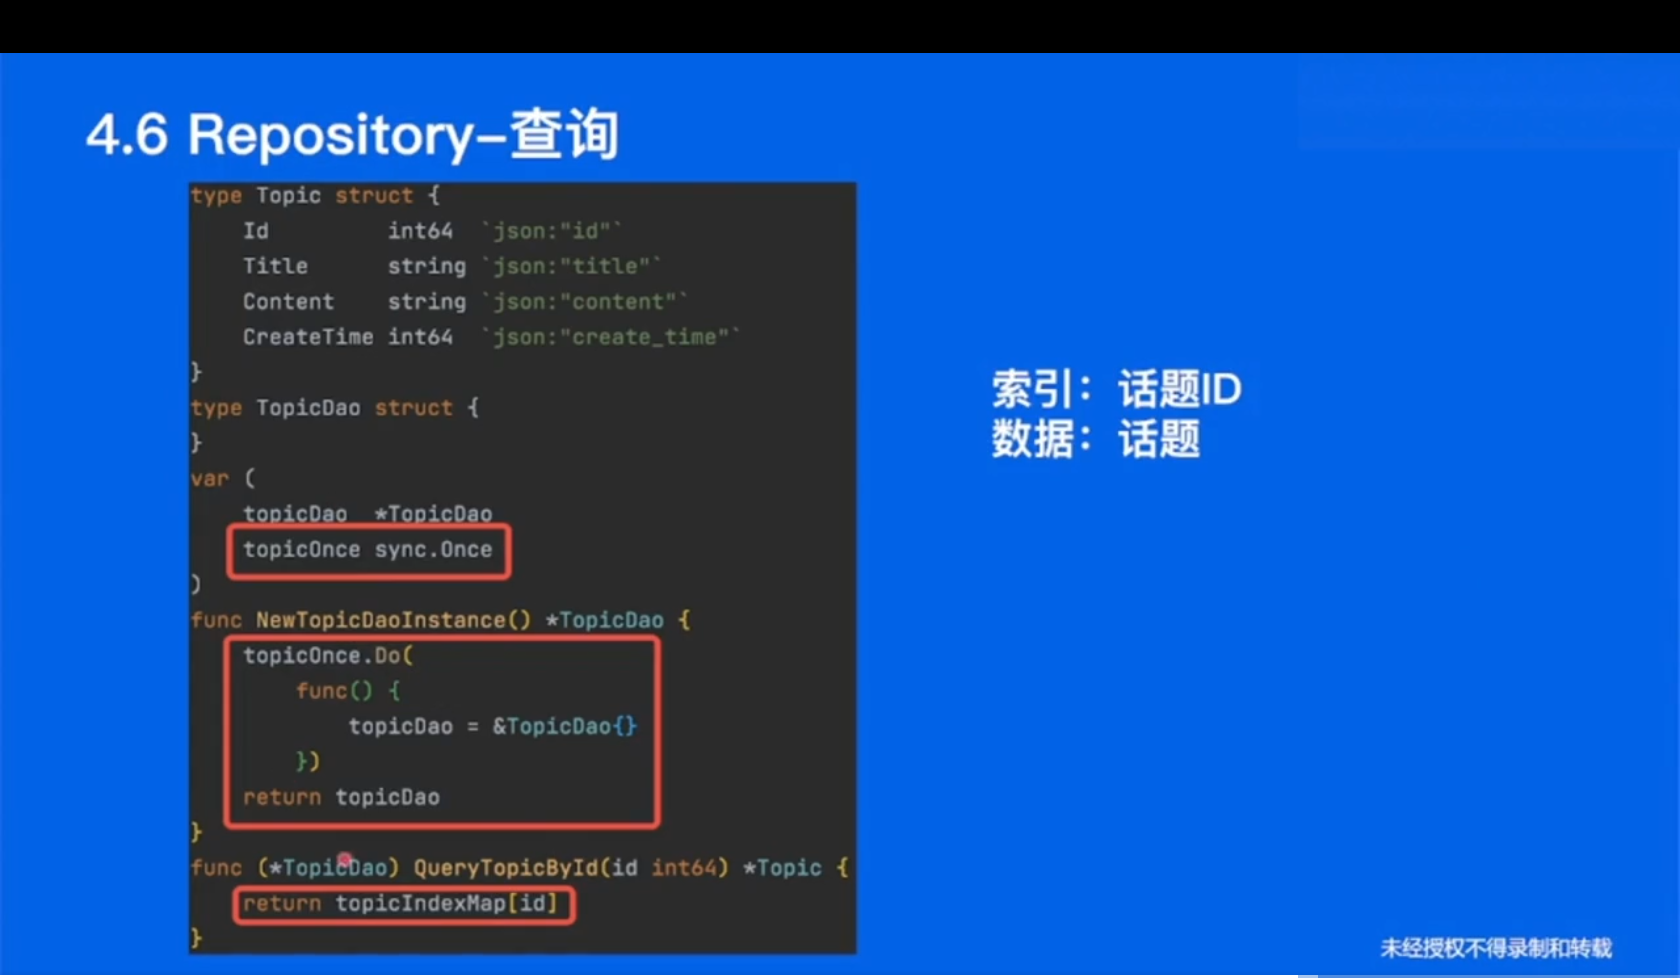 4.6 Repository-查询
type Topic struct {
    Id         int64  `json:"id"`
    Title      string `json:"title"`
    Content    string `json:"content"`
    CreateTime int64  `json:"create_time"`
}
type TopicDao struct {
}
var (
    topicDao  *TopicDao
    topicOnce sync.Once
)
func NewTopicDaoInstance() *TopicDao {
    topicOnce.Do(
        func() {
            topicDao = &TopicDao{}
        })
    return topicDao
}
func (*TopicDao) QueryTopicById(id int64) *Topic {
    return topicIndexMap[id]
}
索引：话题ID
数据：话题
未经授权不得录制和转载